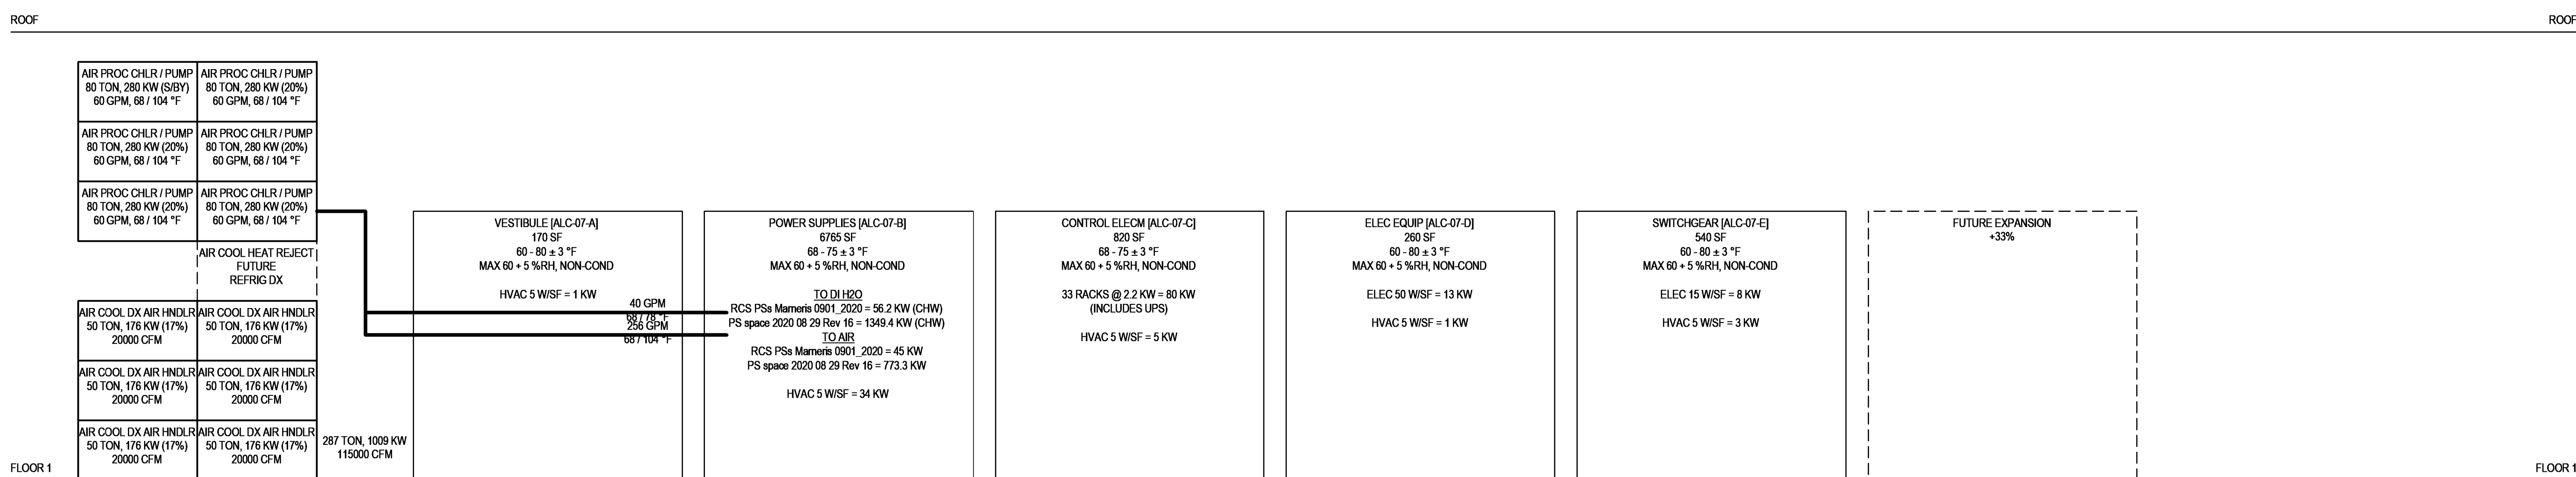 ROOF
ROOF
AIR PROC CHLR / PUMP
80 TON, 280 KW (S/BY)
60 GPM, 68 / 104 °F
AIR PROC CHLR / PUMP
80 TON, 280 KW (20%)
60 GPM, 68 / 104 °F
AIR PROC CHLR / PUMP
80 TON, 280 KW (20%)
60 GPM, 68 / 104 °F
AIR PROC CHLR / PUMP
80 TON, 280 KW (20%)
60 GPM, 68 / 104 °F
AIR PROC CHLR / PUMP
80 TON, 280 KW (20%)
60 GPM, 68 / 104 °F
AIR PROC CHLR / PUMP
80 TON, 280 KW (20%)
60 GPM, 68 / 104 °F
AIR COOL HEAT REJECT
FUTURE
REFRIG DX
AIR COOL DX AIR HNDLR
50 TON, 176 KW (17%)
20000 CFM
AIR COOL DX AIR HNDLR
50 TON, 176 KW (17%)
20000 CFM
AIR COOL DX AIR HNDLR
50 TON, 176 KW (17%)
20000 CFM
AIR COOL DX AIR HNDLR
50 TON, 176 KW (17%)
20000 CFM
AIR COOL DX AIR HNDLR
50 TON, 176 KW (17%)
20000 CFM
AIR COOL DX AIR HNDLR
50 TON, 176 KW (17%)
20000 CFM
287 TON, 1009 KW
115000 CFM
VESTIBULE [ALC-07-A]
170 SF
60 - 80 ± 3 °F
MAX 60 + 5 %RH, NON-COND
HVAC 5 W/SF = 1 KW
40 GPM
68 / 78 °F
256 GPM
68 / 104 °F
POWER SUPPLIES [ALC-07-B]
6765 SF
68 - 75 ± 3 °F
MAX 60 + 5 %RH, NON-COND
TO DI H2O
RCS PSs Marneris 0901_2020 = 56.2 KW (CHW)
PS space 2020 08 29 Rev 16 = 1349.4 KW (CHW)
TO AIR
RCS PSs Marneris 0901_2020 = 45 KW
PS space 2020 08 29 Rev 16 = 773.3 KW
HVAC 5 W/SF = 34 KW
CONTROL ELECM [ALC-07-C]
820 SF
68 - 75 ± 3 °F
MAX 60 + 5 %RH, NON-COND
33 RACKS @ 2.2 KW = 80 KW
(INCLUDES UPS)
HVAC 5 W/SF = 5 KW
ELEC EQUIP [ALC-07-D]
260 SF
60 - 80 ± 3 °F
MAX 60 + 5 %RH, NON-COND
ELEC 50 W/SF = 13 KW
HVAC 5 W/SF = 1 KW
SWITCHGEAR [ALC-07-E]
540 SF
60 - 80 ± 3 °F
MAX 60 + 5 %RH, NON-COND
ELEC 15 W/SF = 8 KW
HVAC 5 W/SF = 3 KW
FUTURE EXPANSION
+33%
FLOOR 1
FLOOR 1